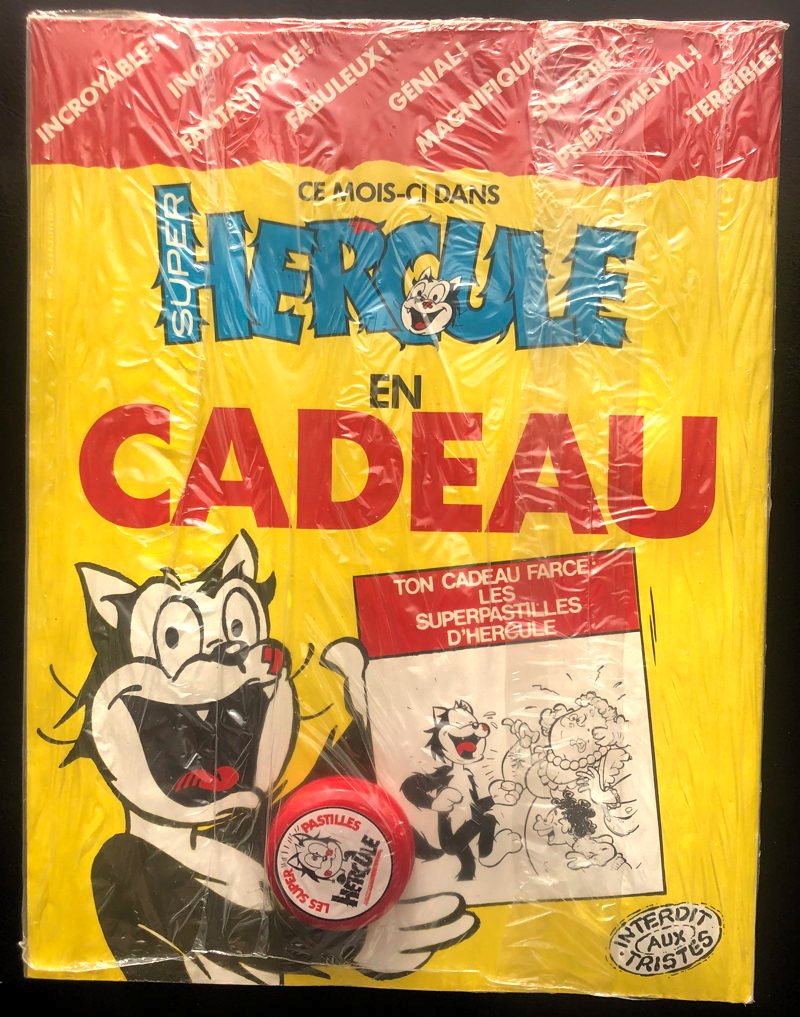 INCROYABLE!
INOUÏ!
FANTASTIQUE!
FABULEUX!
GÉNIAL!
MAGNIFIQUE!
SUPERBE!
PHÉNOMÉNAL!
TERRIBLE!
CE MOIS-CI DANS
SUPER
HERCULE
EN
CADEAU
TON CADEAU FARCE:
LES
SUPERPASTILLES
D'HERCULE
PASTILLES
LES SUPER
HERCULE
INTERDIT
AUX
TRISTES